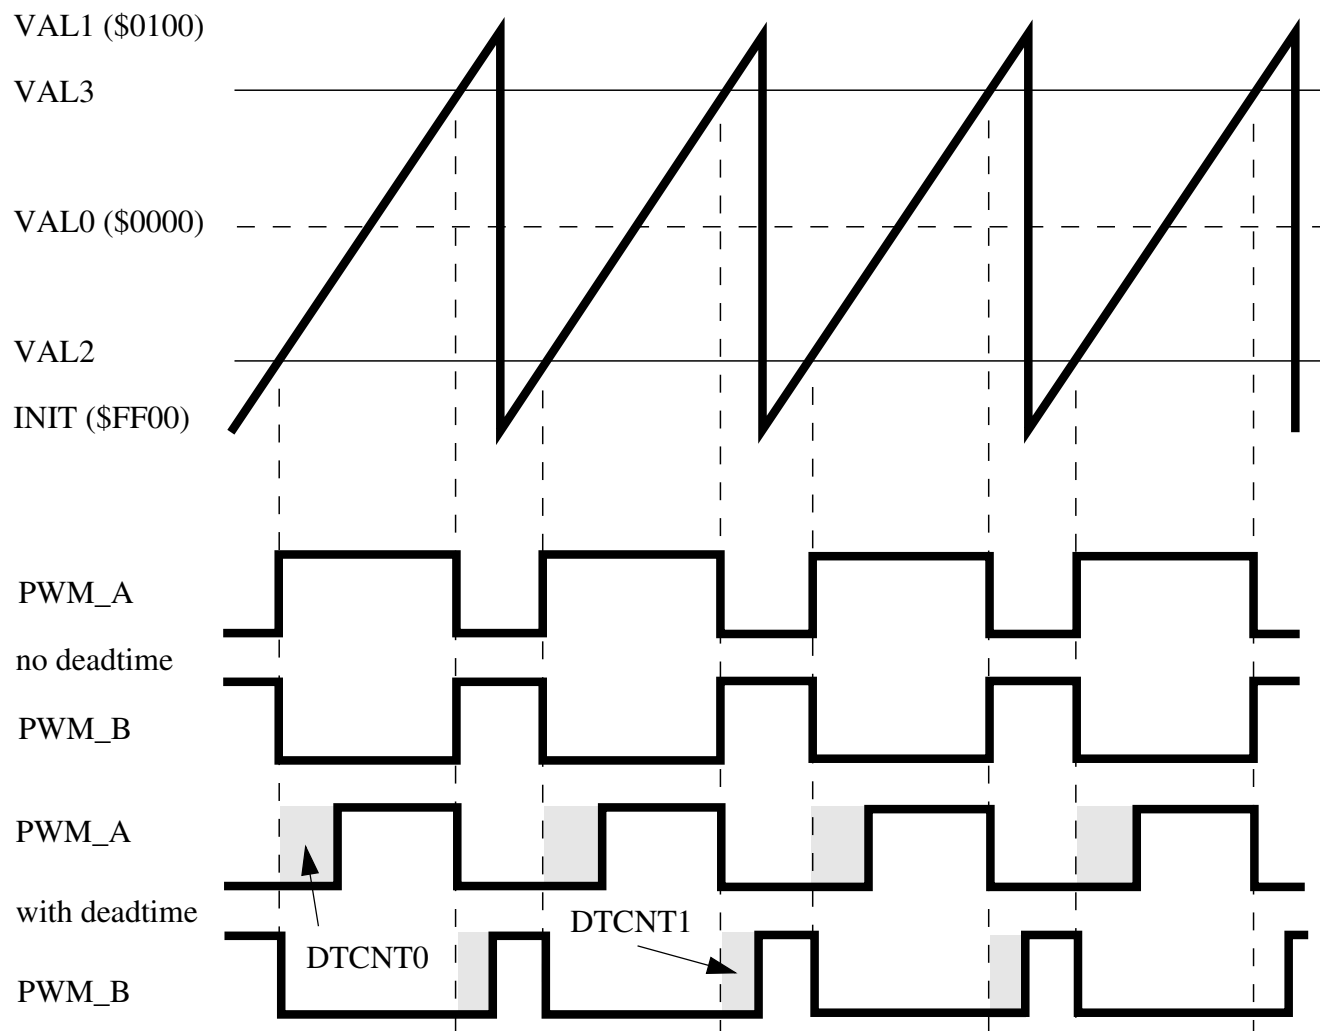 VAL1 ($0100)
VAL3
VAL0 ($0000)
VAL2
INIT ($FF00)
PWM_A
no deadtime
PWM_B
PWM_A
with deadtime
DTCNT1
DTCNT0
PWM_B